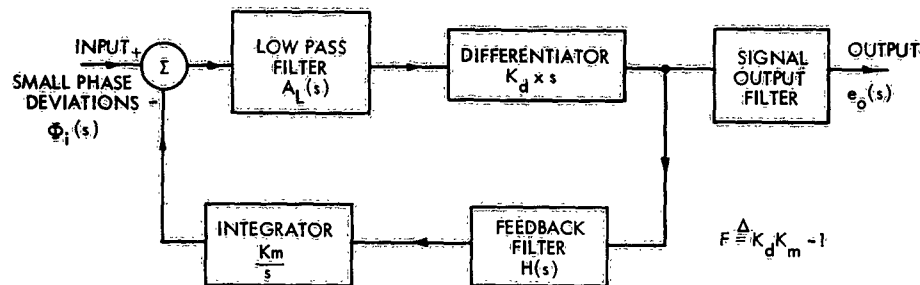 INPUT
+
Σ
SMALL PHASE
DEVIATIONS -
Φi(s)
LOW PASS
FILTER
AL(s)
DIFFERENTIATOR
Kd x s
SIGNAL
OUTPUT
FILTER
OUTPUT
eo(s)
INTEGRATOR
Km
s
FEEDBACK
FILTER
H(s)
F ≜ KdKm -1